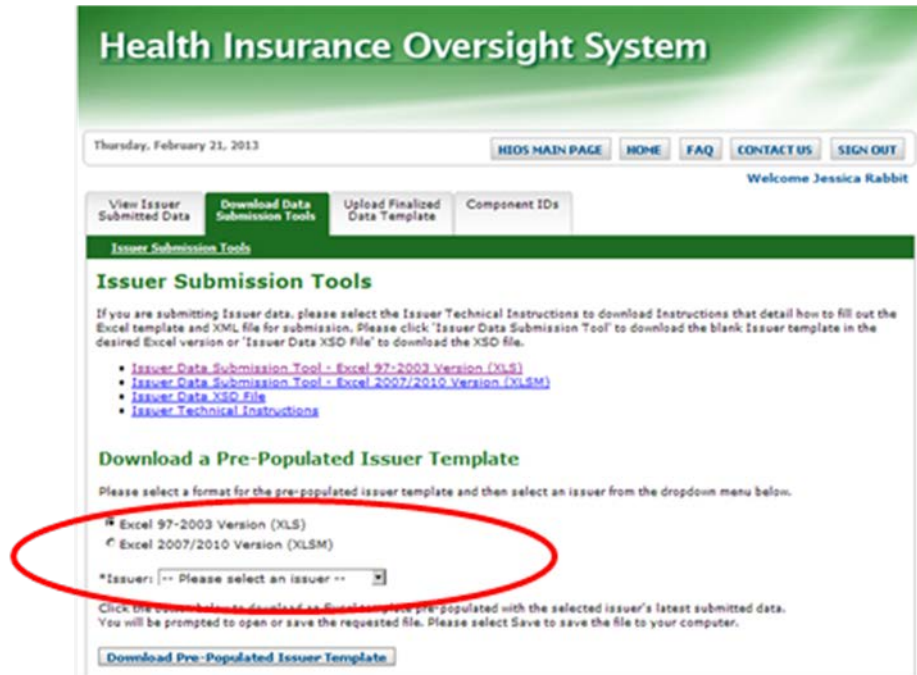 Health Insurance Oversight System
Thursday, February 21, 2013
HIOS MAIN PAGE HOME FAQ CONTACT US SIGN OUT
Welcome Jessica Rabbit
View Issuer Submitted Data
Download Data Submission Tools
Upload Finalized Data Template
Component IDs
Issuer Submission Tools
Issuer Submission Tools
If you are submitting Issuer data, please select the Issuer Technical Instructions to download Instructions that detail how to fill out the
Excel template and XML file for submission. Please click 'Issuer Data Submission Tool' to download the blank Issuer template in the
desired Excel version or 'Issuer Data XSD File' to download the XSD file.
Issuer Data Submission Tool - Excel 97-2003 Version (XLS)
Issuer Data Submission Tool - Excel 2007/2010 Version (XLSM)
Issuer Data XSD File
Issuer Technical Instructions
Download a Pre-Populated Issuer Template
Please select a format for the pre-populated issuer template and then select an issuer from the dropdown menu below.
Excel 97-2003 Version (XLS)
Excel 2007/2010 Version (XLSM)
*Issuer: -- Please select an issuer --
Click the button below to download an Excel template pre-populated with the selected issuer's latest submitted data.
You will be prompted to open or save the requested file. Please select Save to save the file to your computer.
Download Pre-Populated Issuer Template